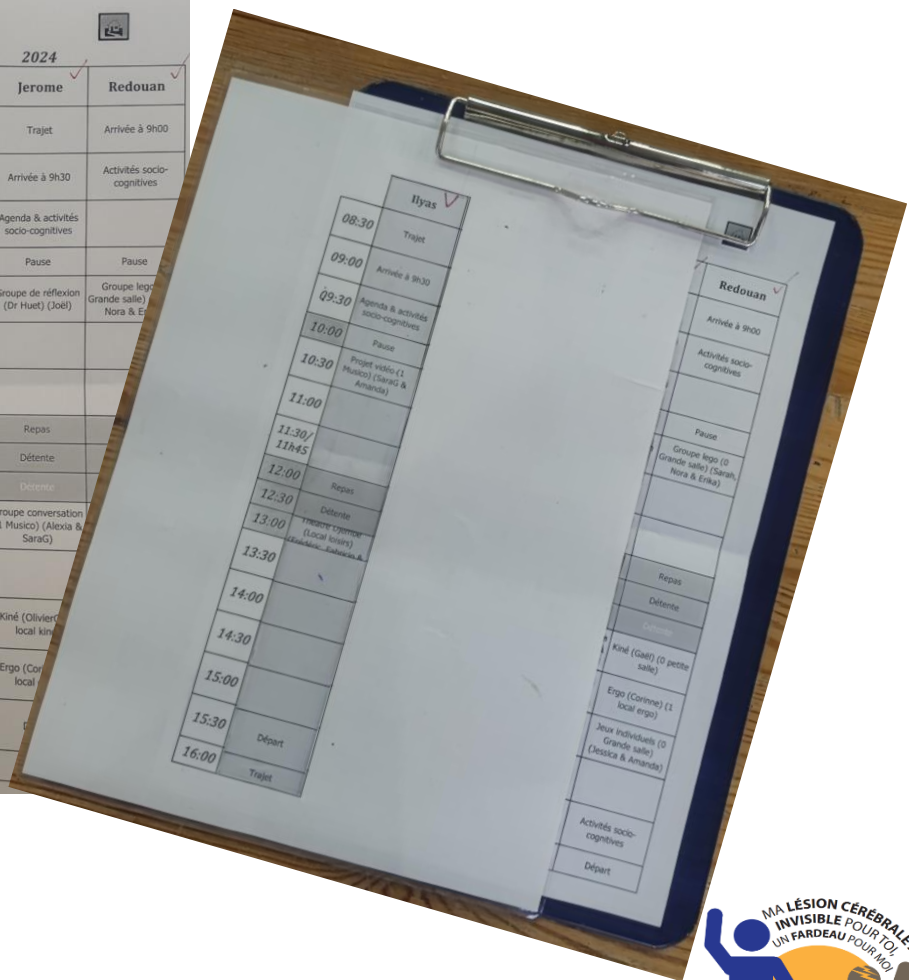 2024
Jerome
Redouan
Trajet
Arrivée à 9h00
Arrivée à 9h30
Activités socio-
cognitives
Agenda & activités
socio-cognitives
Pause
Pause
Groupe de réflexion
(Dr Huet) (Joël)
Groupe lego
Grande salle)
Nora &
Repas
Détente
Détente
conversation
Musico) (Alexia &
SaraG)
Kiné
local
Ergo
local
Ilyas
08:30
Trajet
09:00
Arrivée à 9h30
09:30
Agenda & activités
socio-cognitives
10:00
Pause
10:30
Projet vidéo (1
Musico) (SaraG &
Amanda)
11:00
11:30/
11h45
12:00
Repas
12:30
Détente
13:00
(Local loisirs)
13:30
14:00
14:30
15:00
15:30
Départ
16:00
Trajet
Redouan
Arrivée à 9h00
Activités socio-
cognitives
Pause
Groupe lego (0
Grande salle) (Sarah,
Nora & Erika)
Repas
Détente
Détente
Kiné (Gaël) (0 petite
salle)
Ergo (Corinne) (1
local ergo)
Jeux individuels (0
Grande salle)
(Jessica & Amanda)
Activités socio-
cognitives
Départ
MA LÉSION CÉRÉBRALE
INVISIBLE POUR TOI,
UN FARDEAU POUR MOI